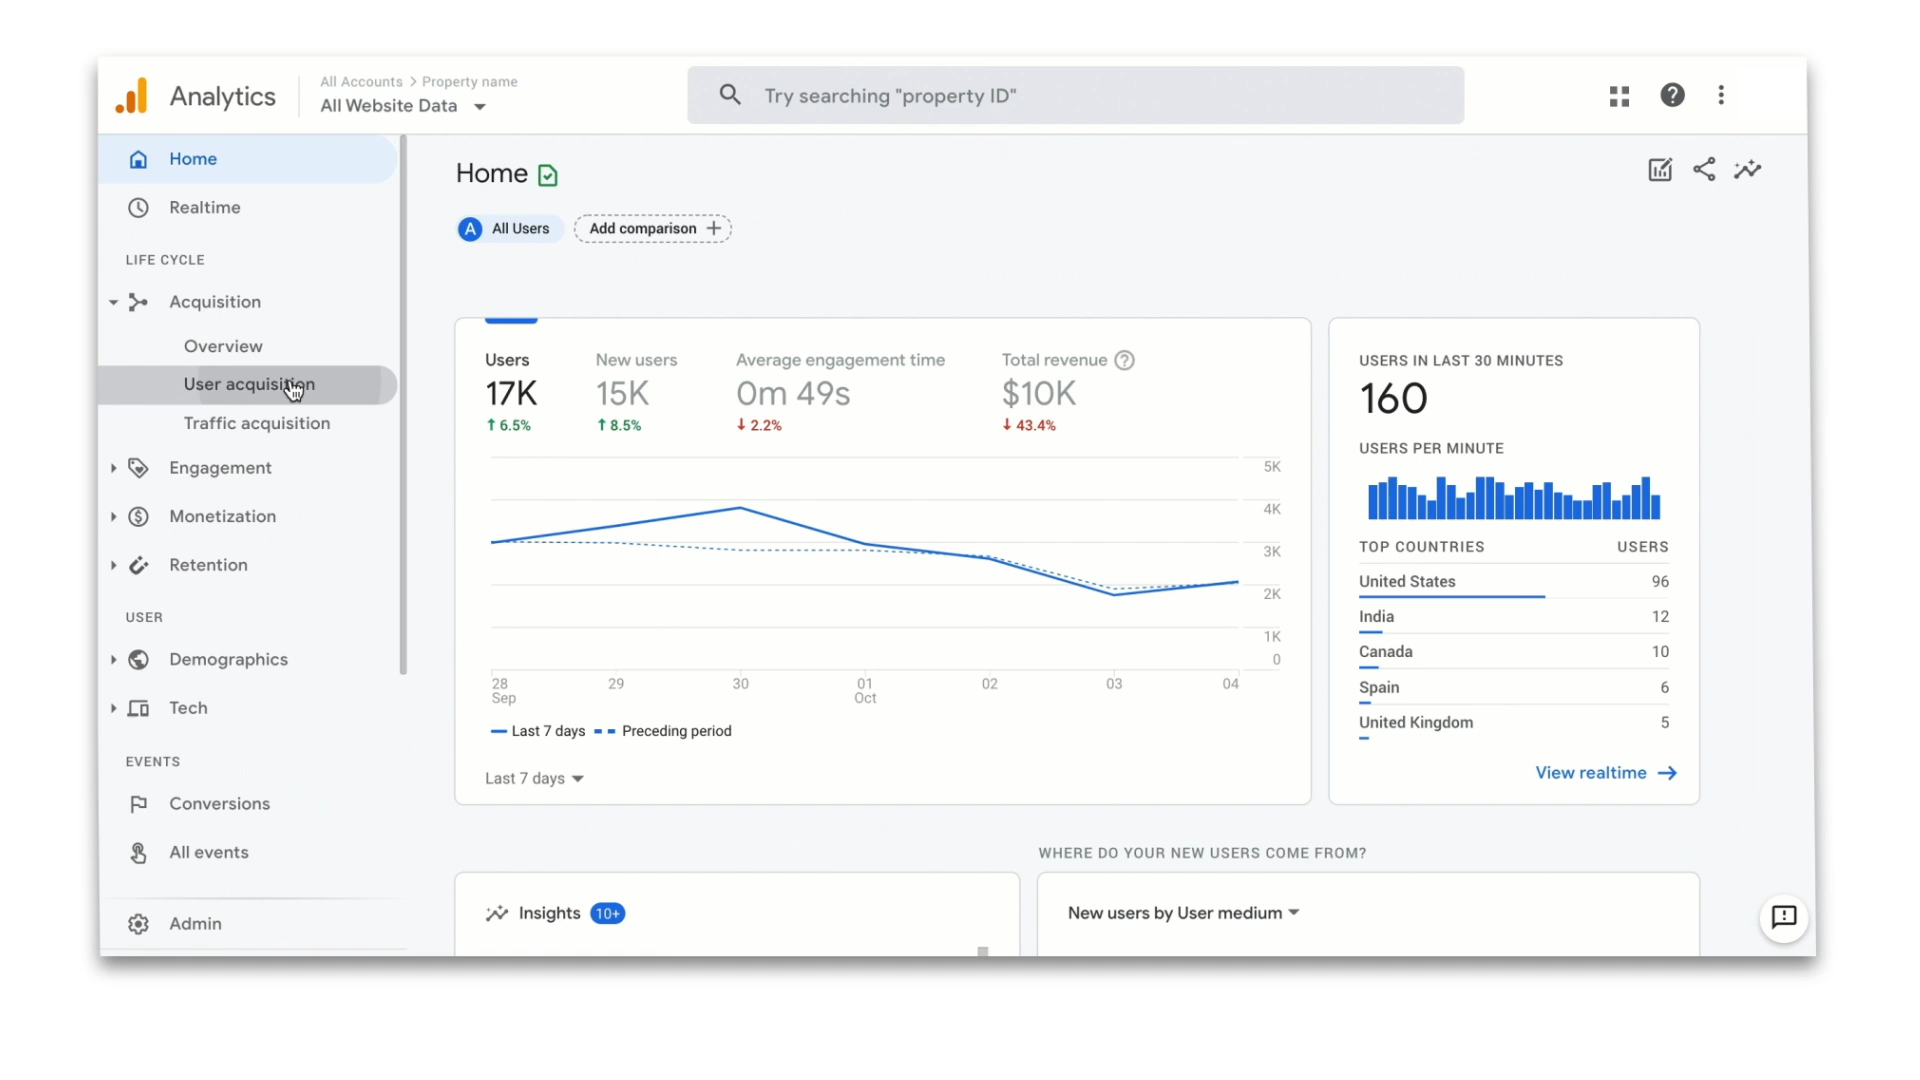 Analytics
All Accounts > Property name
All Website Data
Try searching "property ID"
Home
Realtime
LIFE CYCLE
Acquisition
Overview
User acquisition
Traffic acquisition
Engagement
Monetization
Retention
USER
Demographics
Tech
EVENTS
Conversions
All events
Admin
Home
A All Users
Add comparison +
Users
17K
↑ 6.5%
New users
15K
↑ 8.5%
Average engagement time
0m 49s
↓ 2.2%
Total revenue
$10K
↓ 43.4%
5K
4K
3K
2K
1K
0
28 29 30 01 02 03 04
Sep Oct
Last 7 days Preceding period
Last 7 days
USERS IN LAST 30 MINUTES
160
USERS PER MINUTE
TOP COUNTRIES USERS
United States 96
India 12
Canada 10
Spain 6
United Kingdom 5
View realtime →
Insights 10+
WHERE DO YOUR NEW USERS COME FROM?
New users by User medium